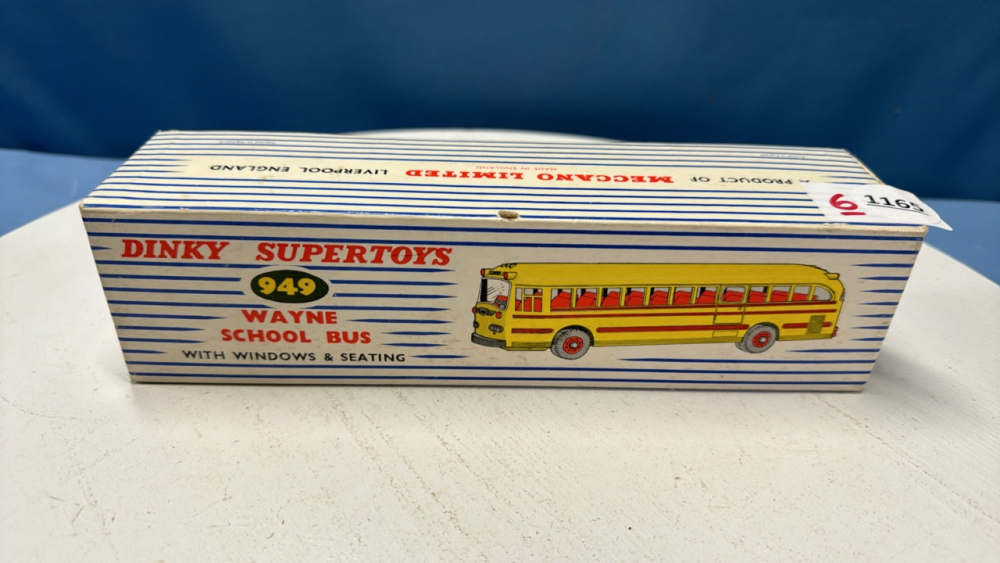 A PRODUCT OF MECCANO LIMITED LIVERPOOL ENGLAND
MADE IN ENGLAND
6 1165
DINKY SUPERTOYS
949
WAYNE
SCHOOL BUS
WITH WINDOWS & SEATING